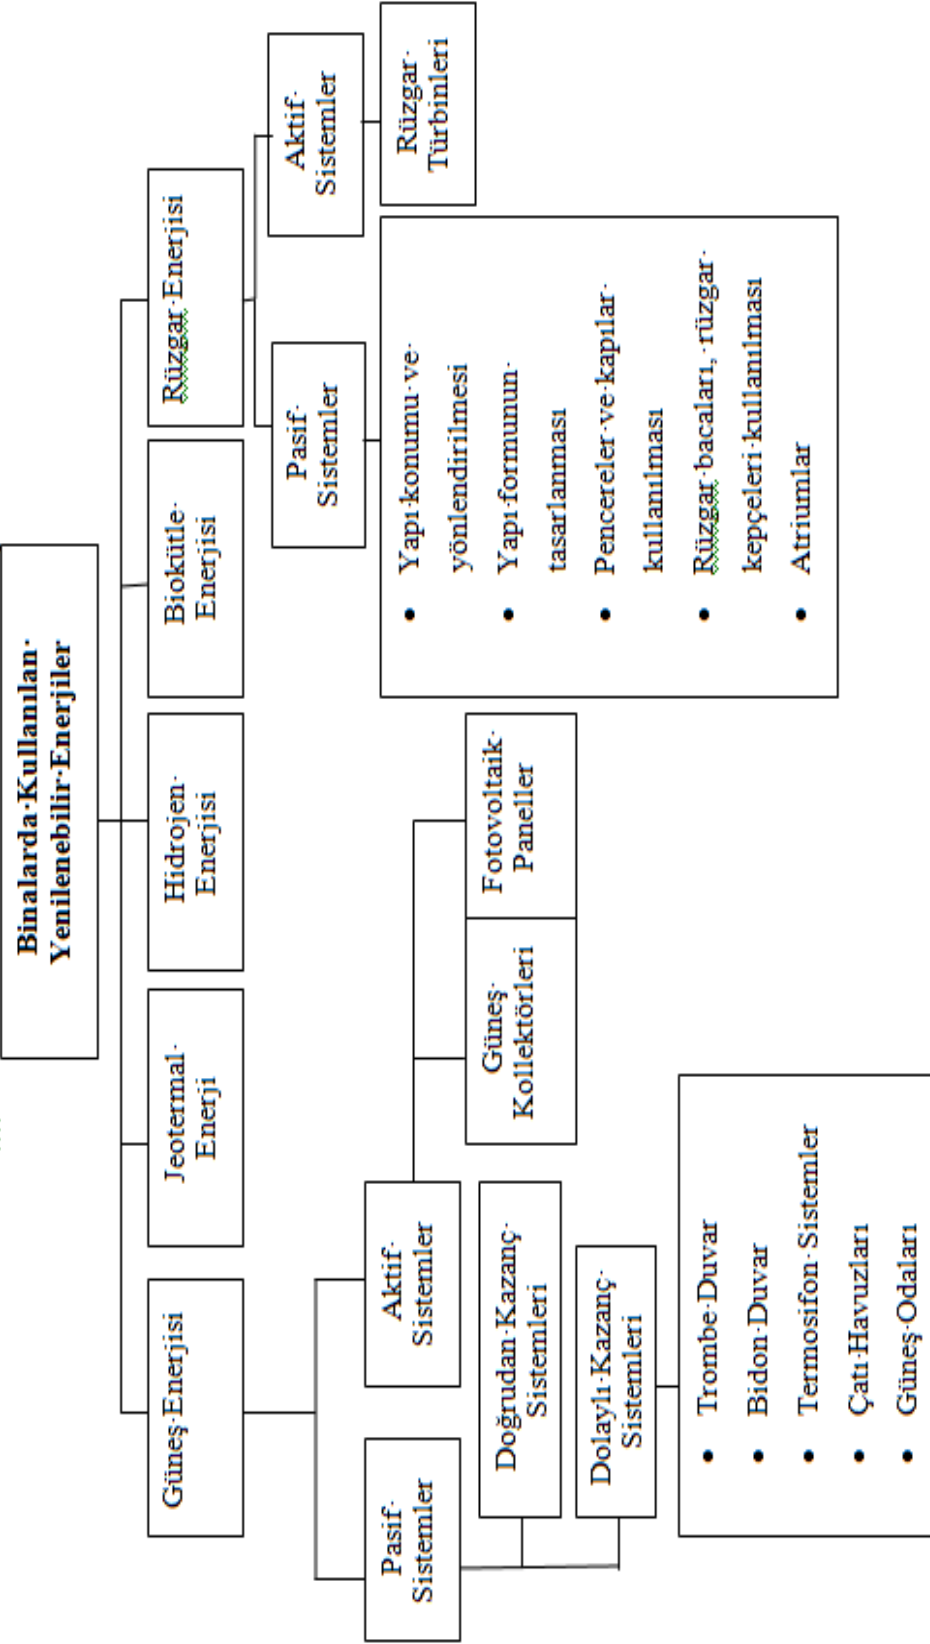 Binalarda Kullanılan
Yenilenebilir Enerjiler
Güneş Enerjisi
Jeotermal
Enerji
Hidrojen
Enerjisi
Biokütle
Enerjisi
Rüzgar Enerjisi
Pasif
Sistemler
Aktif
Sistemler
Doğrudan Kazanç
Sistemleri
Dolaylı Kazanç
Sistemleri
• Trombe Duvar
• Bidon Duvar
• Termosifon Sistemler
• Çatı Havuzları
• Güneş Odaları
Güneş
Kollektörleri
Fotovoltaik
Paneller
Pasif
Sistemler
Aktif
Sistemler
• Yapı konumu ve
yönlendirilmesi
• Yapı formunun
tasarlanması
• Pencereler ve kapılar
kullanılması
• Rüzgar bacaları, rüzgar
kepçeleri kullanılması
• Atriumlar
Rüzgar
Türbinleri